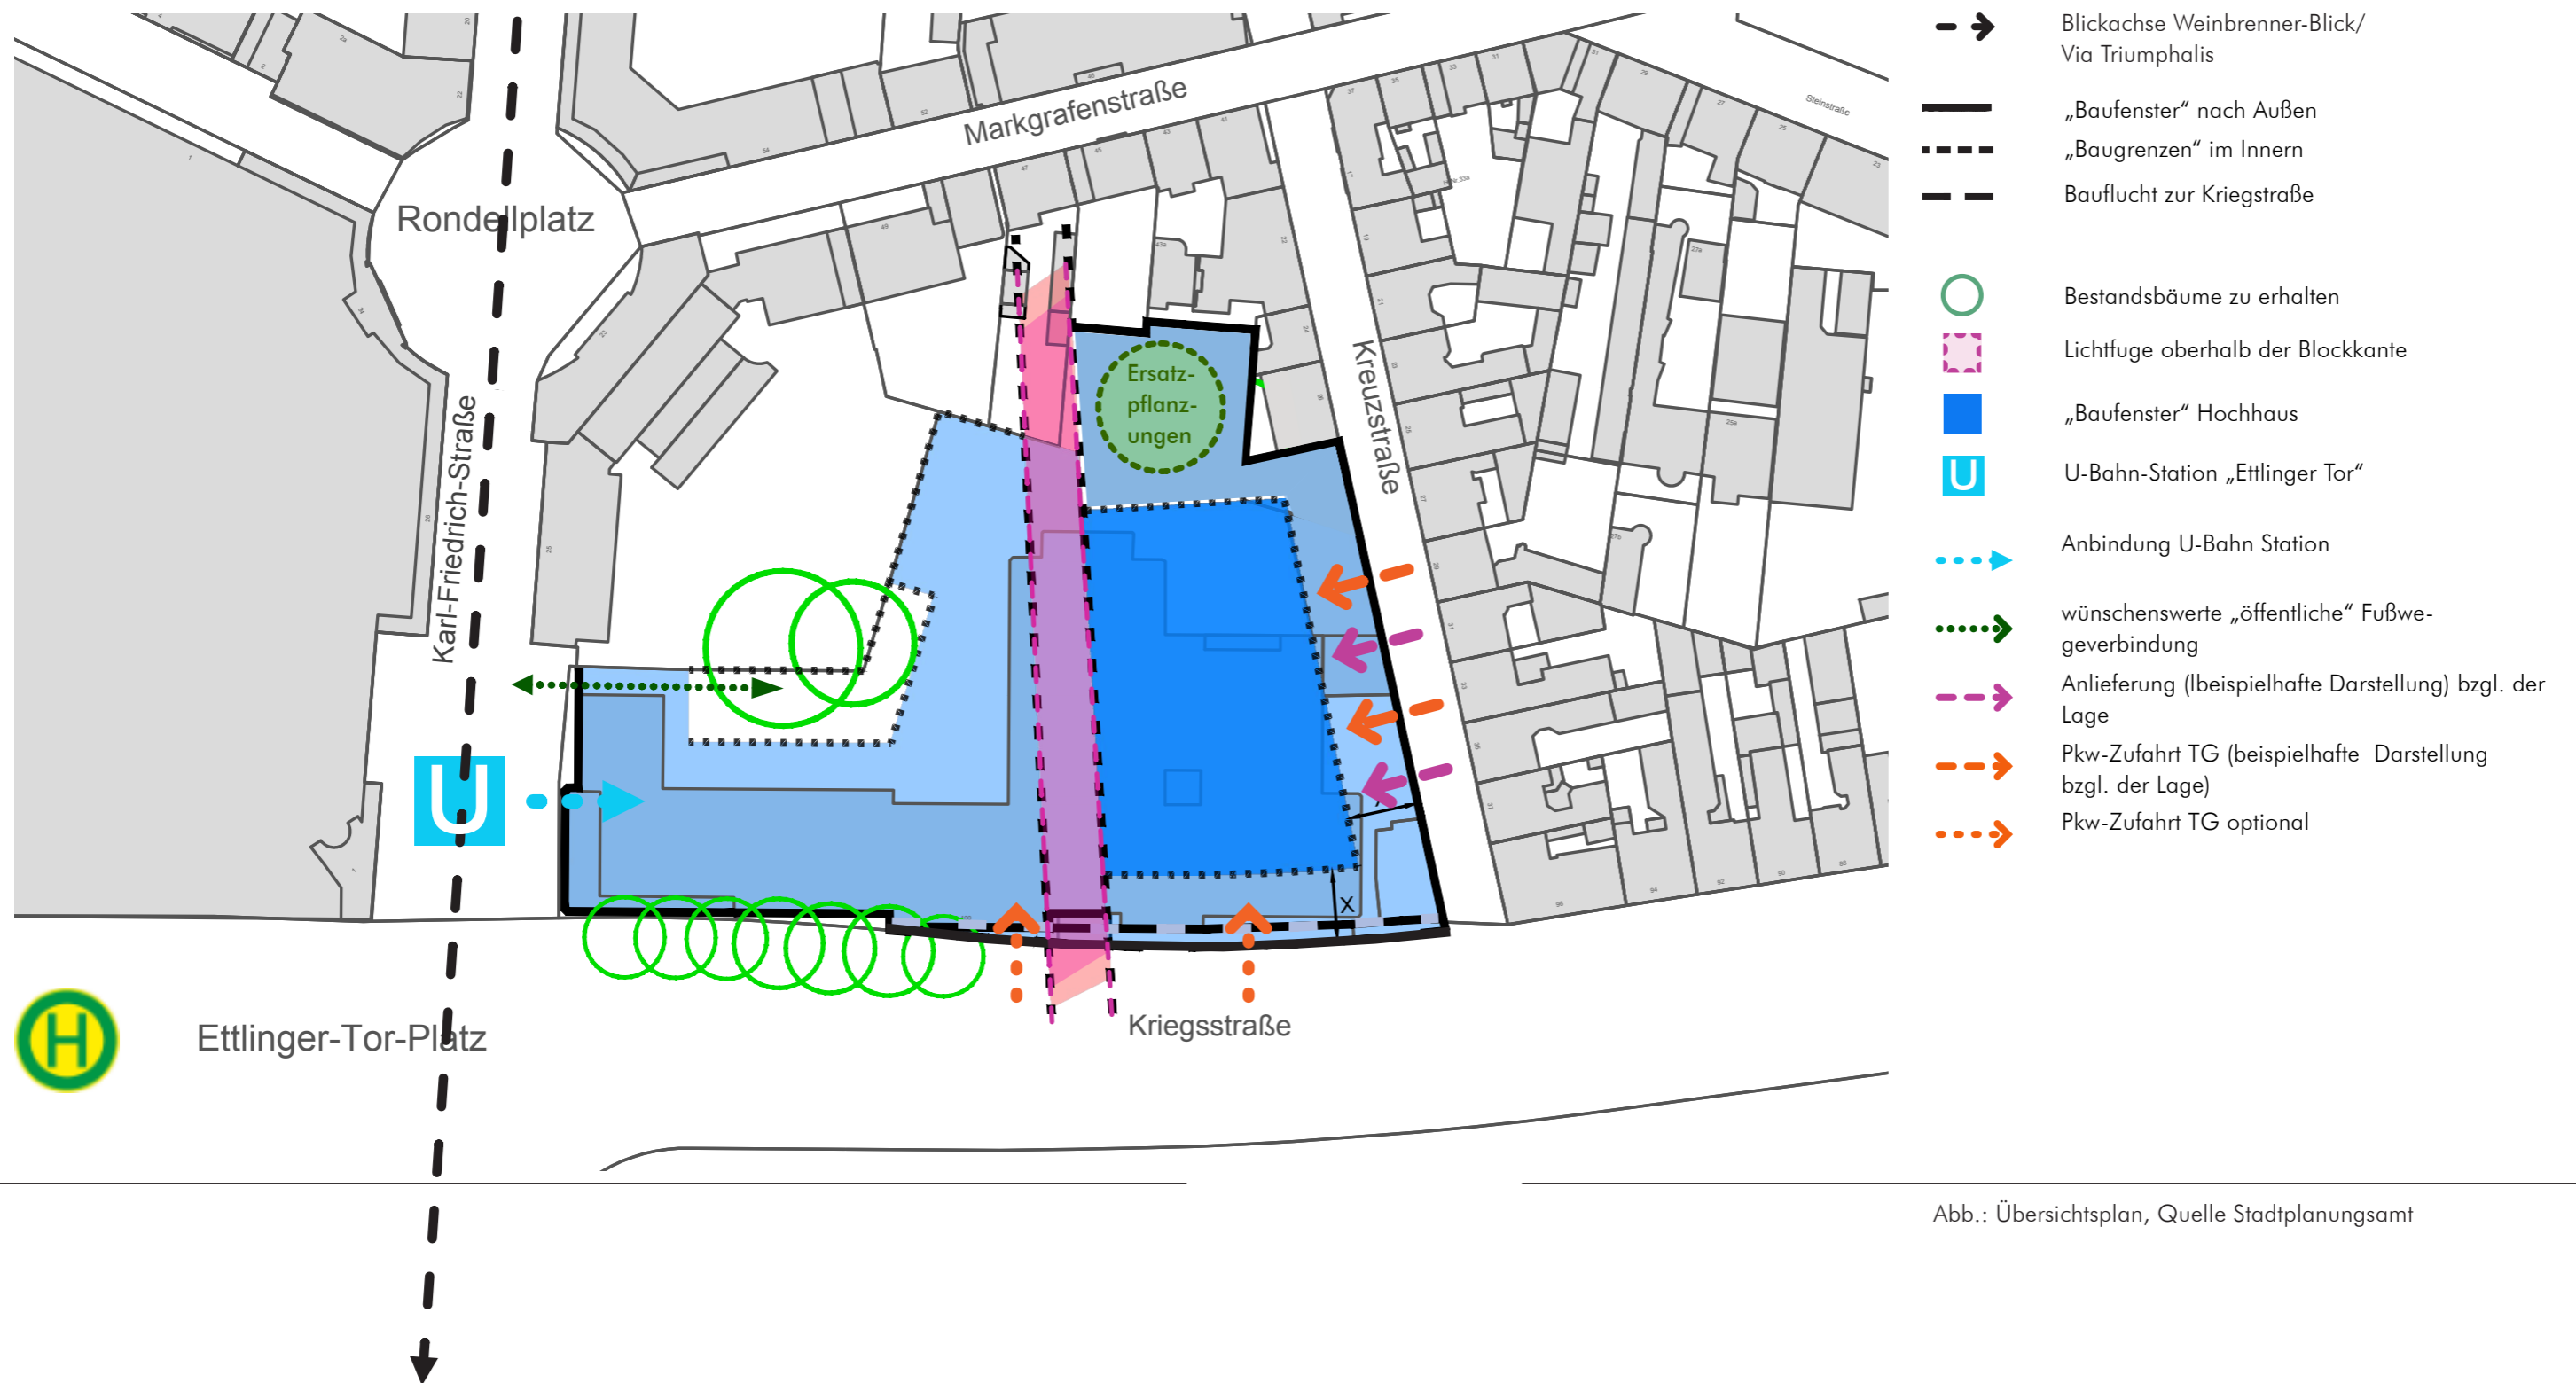 Markgrafenstraße
Steinstraße
Rondellplatz
Karl-Friedrich-Straße
Kreuzstraße
Ersatz-
pflanz-
ungen
U
X
H
Ettlinger-Tor-Platz
Kriegsstraße
Blickachse Weinbrenner-Blick/
Via Triumphalis
„Baufenster“ nach Außen
„Baugrenzen“ im Innern
Bauflucht zur Kriegstraße
Bestandsbäume zu erhalten
Lichtfuge oberhalb der Blockkante
„Baufenster“ Hochhaus
U
U-Bahn-Station „Ettlinger Tor“
Anbindung U-Bahn Station
wünschenswerte „öffentliche“ Fußwe-
geverbindung
Anlieferung (lbeispielhafte Darstellung) bzgl. der
Lage
Pkw-Zufahrt TG (beispielhafte Darstellung
bzgl. der Lage)
Pkw-Zufahrt TG optional
Abb.: Übersichtsplan, Quelle Stadtplanungsamt